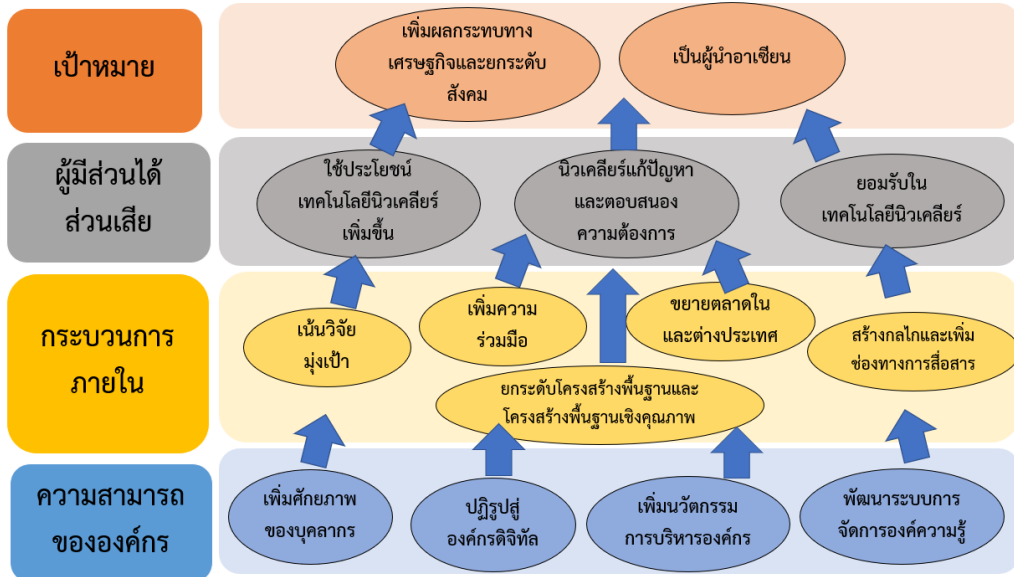 เป้าหมาย
เพิ่มผลกระทบทาง
เศรษฐกิจและยกระดับ
สังคม
เป็นผู้นำอาเซียน
ผู้มีส่วนได้
ส่วนเสีย
ใช้ประโยชน์
เทคโนโลยีนิวเคลียร์
เพิ่มขึ้น
นิวเคลียร์แก้ปัญหา
และตอบสนอง
ความต้องการ
ยอมรับใน
เทคโนโลยีนิวเคลียร์
กระบวนการ
ภายใน
เน้นวิจัย
มุ่งเป้า
เพิ่มความ
ร่วมมือ
ขยายตลาดใน
และต่างประเทศ
สร้างกลไกและเพิ่ม
ช่องทางการสื่อสาร
ยกระดับโครงสร้างพื้นฐานและ
โครงสร้างพื้นฐานเชิงคุณภาพ
ความสามารถ
ขององค์กร
เพิ่มศักยภาพ
ของบุคลากร
ปฏิรูปสู่
องค์กรดิจิทัล
เพิ่มนวัตกรรม
การบริหารองค์กร
พัฒนาระบบการ
จัดการองค์ความรู้